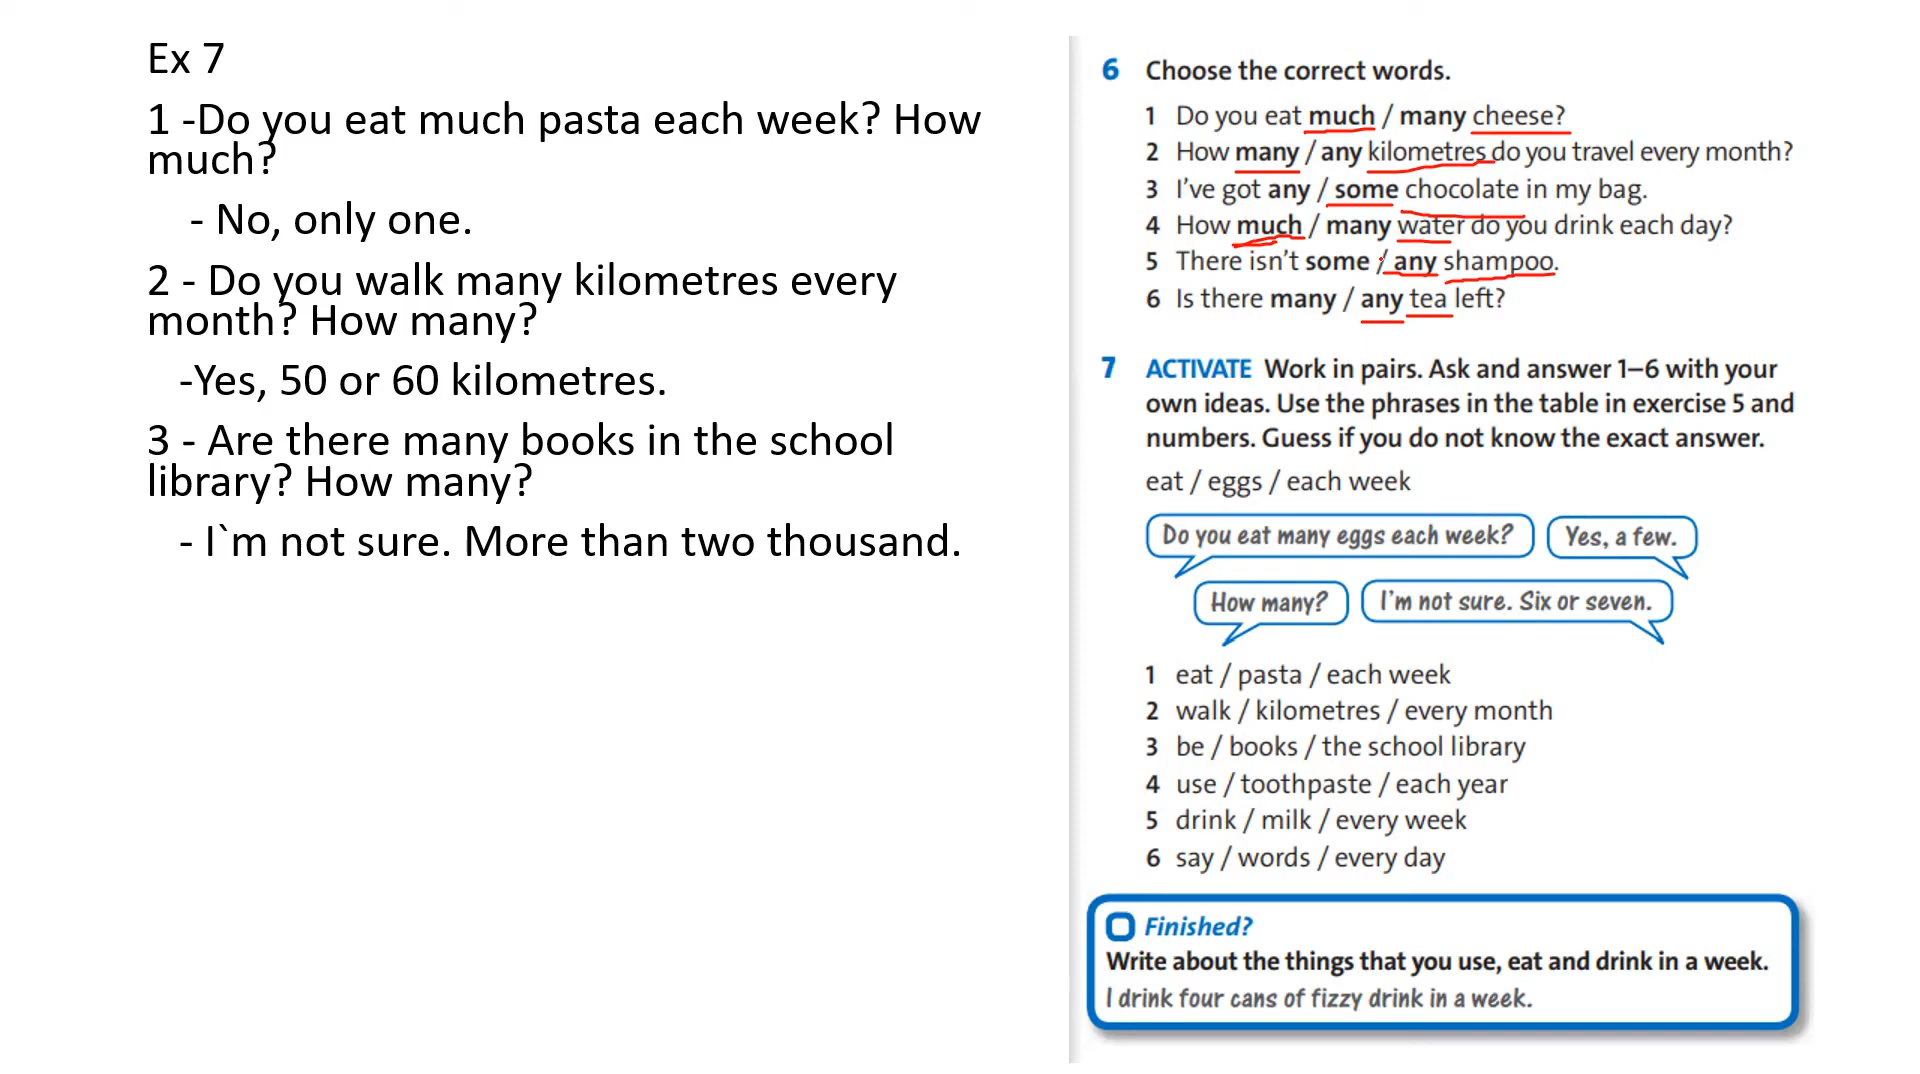 Ex 7
1 -Do you eat much pasta each week? How
much?
- No, only one.
2 - Do you walk many kilometres every
month? How many?
-Yes, 50 or 60 kilometres.
3 - Are there many books in the school
library? How many?
- I`m not sure. More than two thousand.
6 Choose the correct words.
1 Do you eat much / many cheese?
2 How many / any kilometres do you travel every month?
3 I've got any / some chocolate in my bag.
4 How much / many water do you drink each day?
5 There isn't some / any shampoo.
6 Is there many / any tea left?
7 ACTIVATE Work in pairs. Ask and answer 1–6 with your
own ideas. Use the phrases in the table in exercise 5 and
numbers. Guess if you do not know the exact answer.
eat / eggs / each week
Do you eat many eggs each week? Yes, a few.
How many? I'm not sure. Six or seven.
1 eat / pasta / each week
2 walk / kilometres / every month
3 be / books / the school library
4 use / toothpaste / each year
5 drink / milk / every week
6 say / words / every day
Finished?
Write about the things that you use, eat and drink in a week.
I drink four cans of fizzy drink in a week.